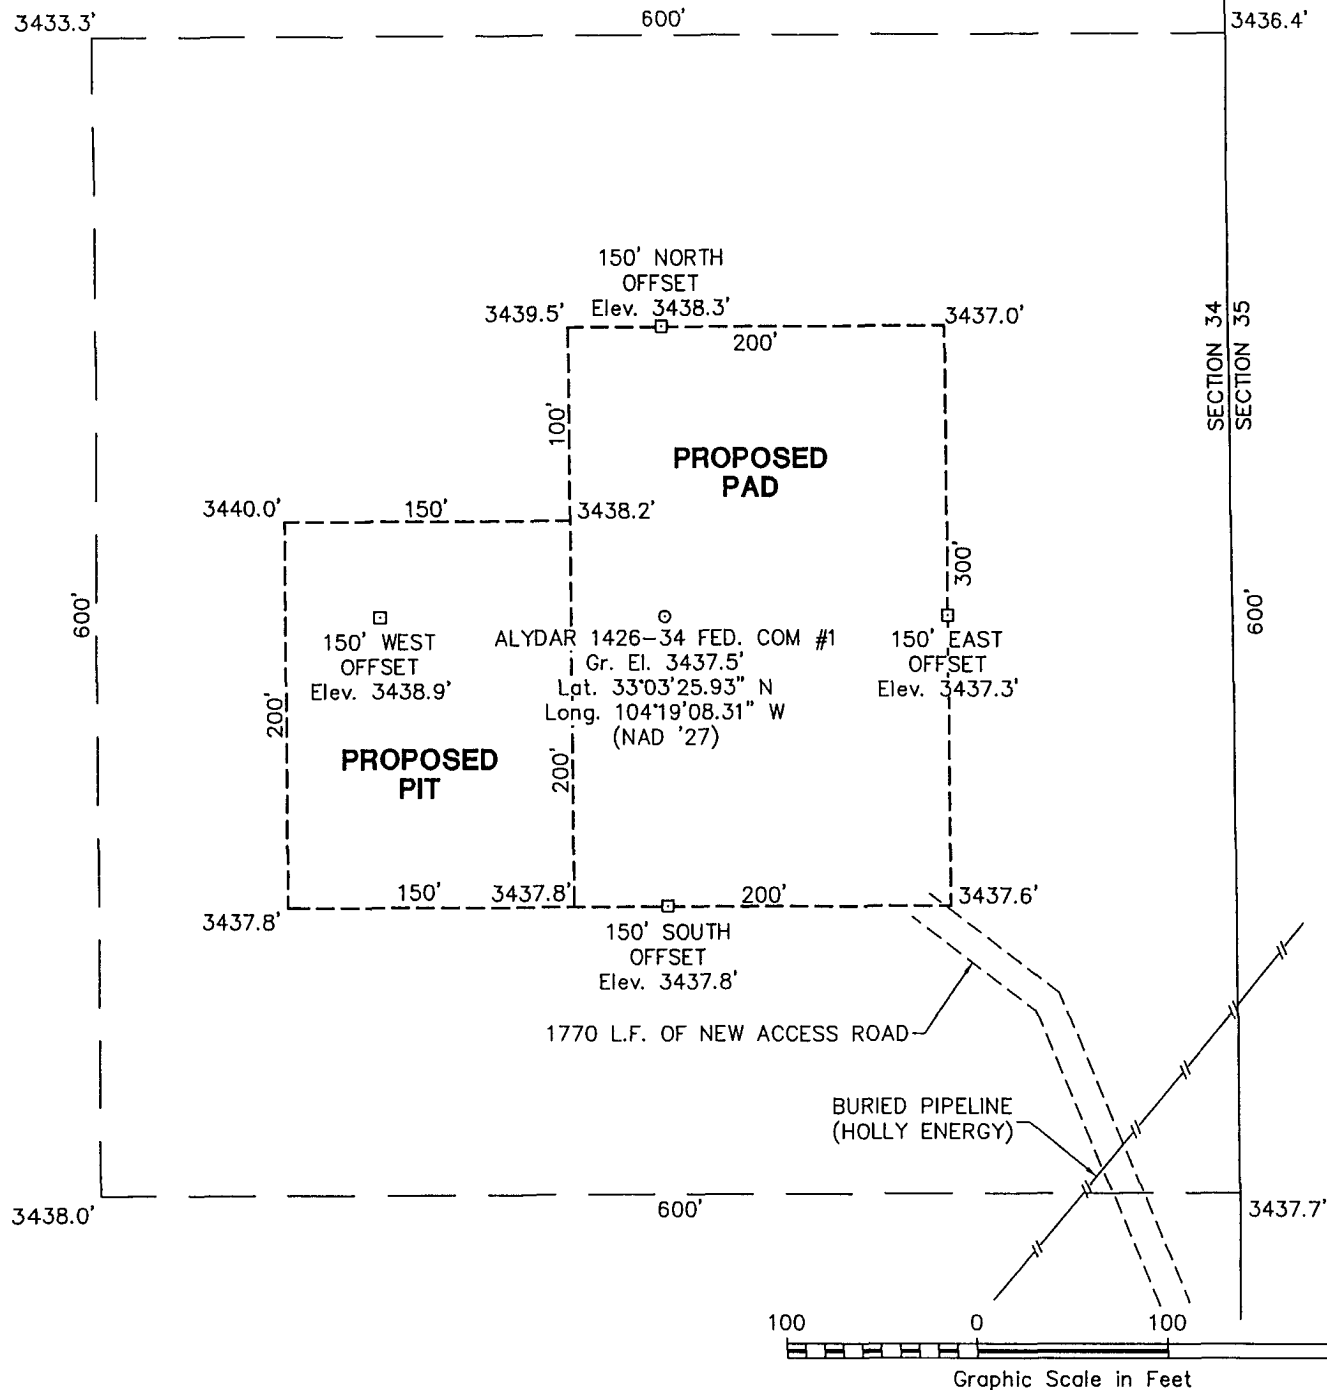 3433.3'
600'
3436.4'
150' NORTH
OFFSET
Elev. 3438.3'
3439.5'
3437.0'
200'
SECTION 34
SECTION 35
100'
PROPOSED
PAD
3440.0'
150'
3438.2'
300'
600'
150' WEST
OFFSET
Elev. 3438.9'
ALYDAR 1426-34 FED. COM #1
Gr. El. 3437.5'
Lat. 33°03'25.93" N
Long. 104°19'08.31" W
(NAD '27)
150' EAST
OFFSET
Elev. 3437.3'
600'
200'
PROPOSED
PIT
200'
3437.8'
150'
3437.8'
200'
3437.6'
150' SOUTH
OFFSET
Elev. 3437.8'
1770 L.F. OF NEW ACCESS ROAD
BURIED PIPELINE
(HOLLY ENERGY)
3438.0'
600'
3437.7'
100 0 100
Graphic Scale in Feet